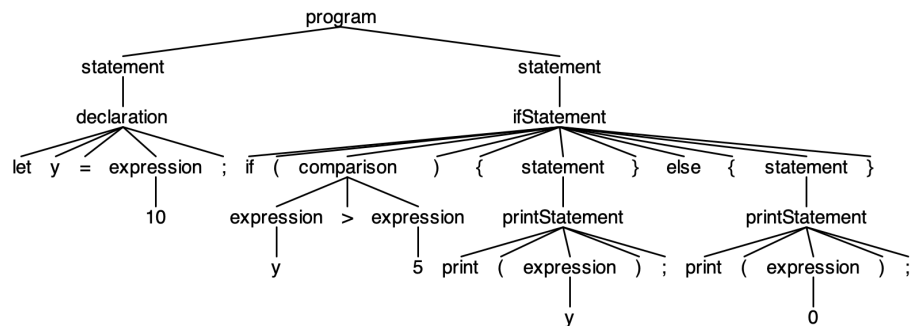 program
statement statement
declaration ifStatement
let y = expression ; if ( comparison ) { statement } else { statement }
10 expression > expression printStatement printStatement
y 5 print ( expression ) ; print ( expression ) ;
y 0